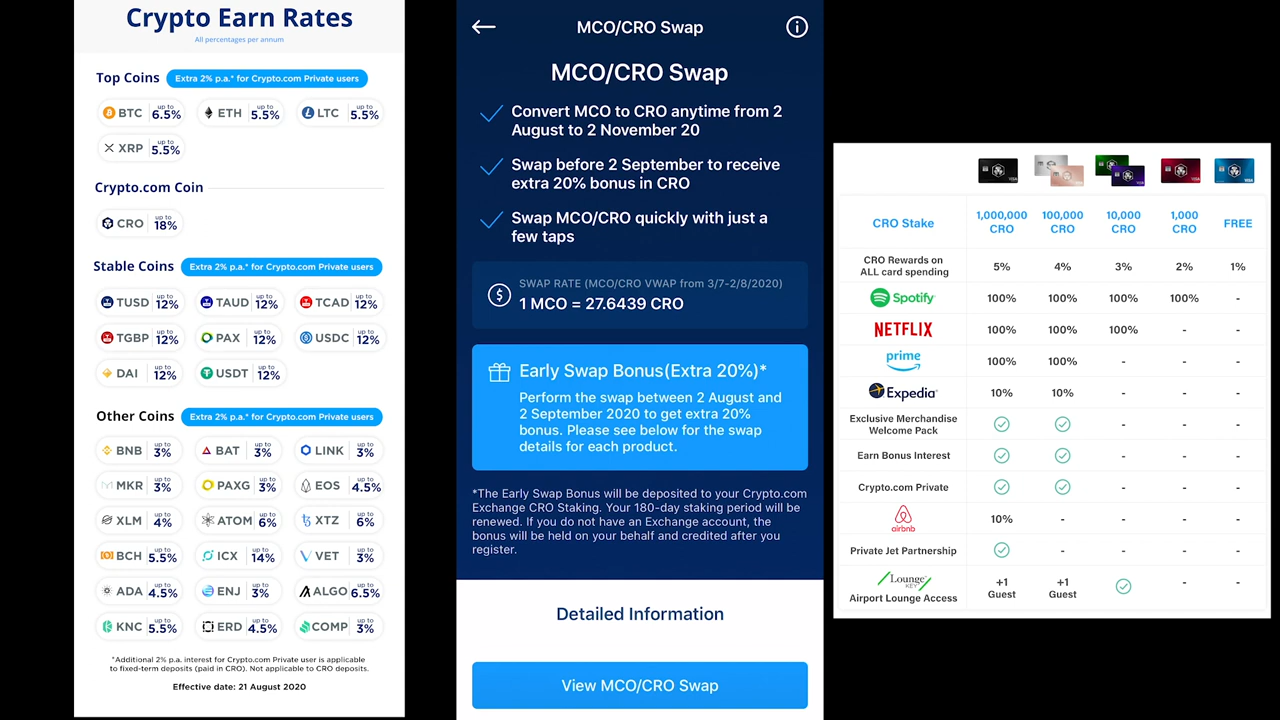 Crypto Earn Rates
All percentages per annum
Top Coins Extra 2% p.a.* for Crypto.com Private users
BTC up to 6.5% ETH up to 5.5% LTC up to 5.5%
XRP up to 5.5%
Crypto.com Coin
CRO up to 18%
Stable Coins Extra 2% p.a.* for Crypto.com Private users
TUSD up to 12% TAUD up to 12% TCAD up to 12%
TGBP up to 12% PAX up to 12% USDC up to 12%
DAI up to 12% USDT up to 12%
Other Coins Extra 2% p.a.* for Crypto.com Private users
BNB up to 3% BAT up to 3% LINK up to 3%
MKR up to 3% PAXG up to 3% EOS up to 4.5%
XLM up to 4% ATOM up to 6% XTZ up to 6%
BCH up to 5.5% ICX up to 14% VET up to 3%
ADA up to 4.5% ENJ up to 3% ALGO up to 6.5%
KNC up to 5.5% ERD up to 4.5% COMP up to 3%
*Additional 2% p.a. interest for Crypto.com Private user is applicable
to fixed-term deposits (paid in CRO). Not applicable to CRO deposits.
Effective date: 21 August 2020
MCO/CRO Swap
MCO/CRO Swap
Convert MCO to CRO anytime from 2
August to 2 November 20
Swap before 2 September to receive
extra 20% bonus in CRO
Swap MCO/CRO quickly with just a
few taps
SWAP RATE (MCO/CRO VWAP from 3/7-2/8/2020)
1 MCO = 27.6439 CRO
Early Swap Bonus(Extra 20%)*
Perform the swap between 2 August and
2 September 2020 to get extra 20%
bonus. Please see below for the swap
details for each product.
*The Early Swap Bonus will be deposited to your Crypto.com
Exchange CRO Staking. Your 180-day staking period will be
renewed. If you do not have an Exchange account, the
bonus will be held on your behalf and credited after you
register.
Detailed Information
View MCO/CRO Swap
CRO Stake 1,000,000 CRO 100,000 CRO 10,000 CRO 1,000 CRO FREE
CRO Rewards on
ALL card spending 5% 4% 3% 2% 1%
Spotify 100% 100% 100% 100% -
NETFLIX 100% 100% 100% - -
prime 100% 100% - - -
Expedia 10% 10% - - -
Exclusive Merchandise
Welcome Pack - - -
Earn Bonus Interest - - -
Crypto.com Private - - -
airbnb 10% - - - -
Private Jet Partnership - - - -
Lounge KEY
Airport Lounge Access +1 Guest +1 Guest - -